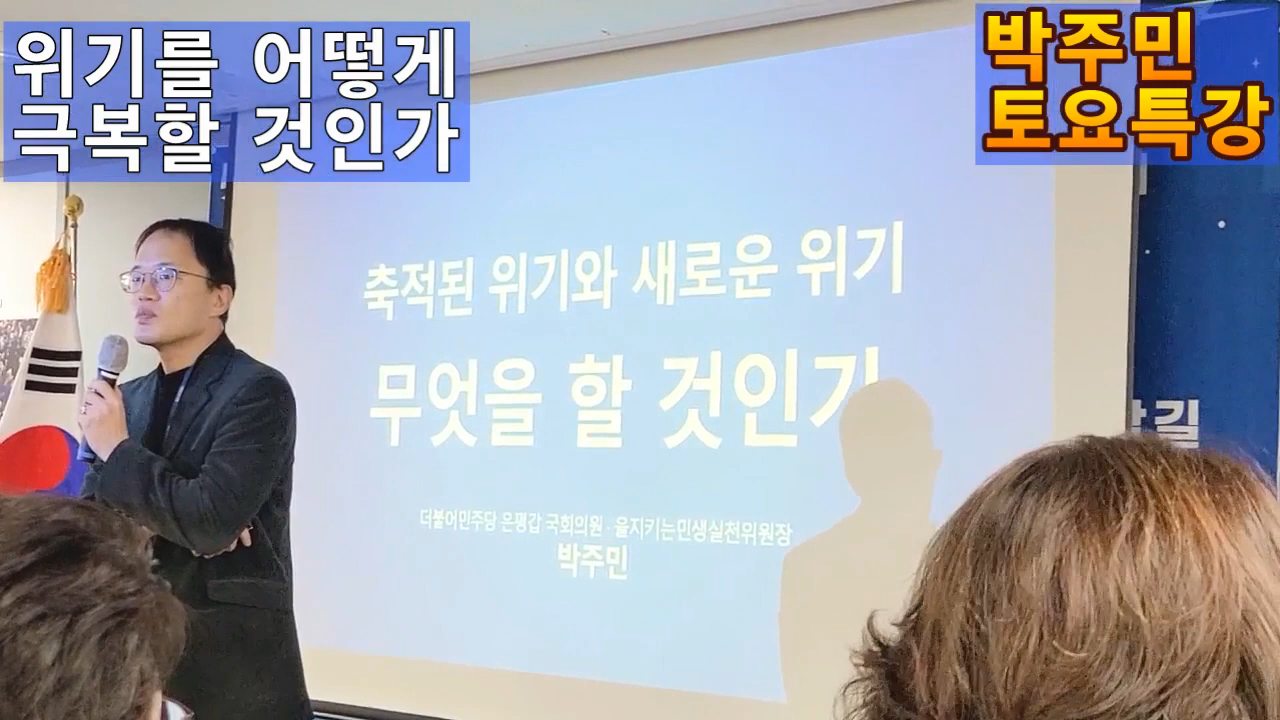 위기를 어떻게
극복할 것인가
박주민
토요특강
축적된 위기와 새로운 위기
무엇을 할 것인가
더불어민주당 은평갑 국회의원 · 을지키는민생실천위원장
박주민
길